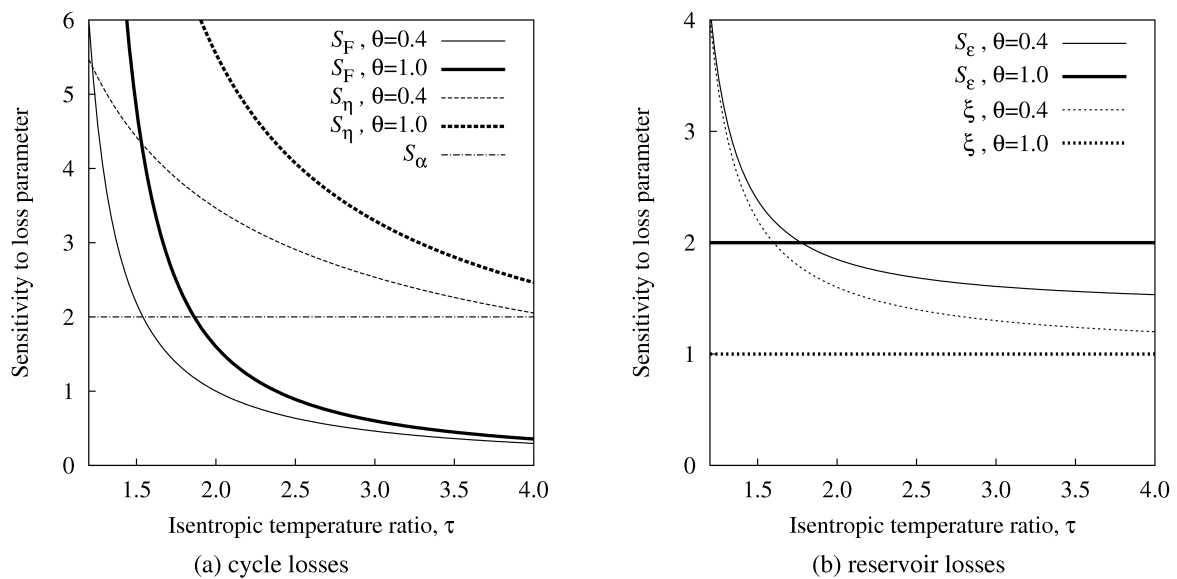 6
5
4
3
2
1
0
Sensitivity to loss parameter
S_F , θ=0.4
S_F , θ=1.0
S_η , θ=0.4
S_η , θ=1.0
S_α
1.5 2.0 2.5 3.0 3.5 4.0
Isentropic temperature ratio, τ
(a) cycle losses
4
3
2
1
0
Sensitivity to loss parameter
S_ε , θ=0.4
S_ε , θ=1.0
ξ , θ=0.4
ξ , θ=1.0
1.5 2.0 2.5 3.0 3.5 4.0
Isentropic temperature ratio, τ
(b) reservoir losses